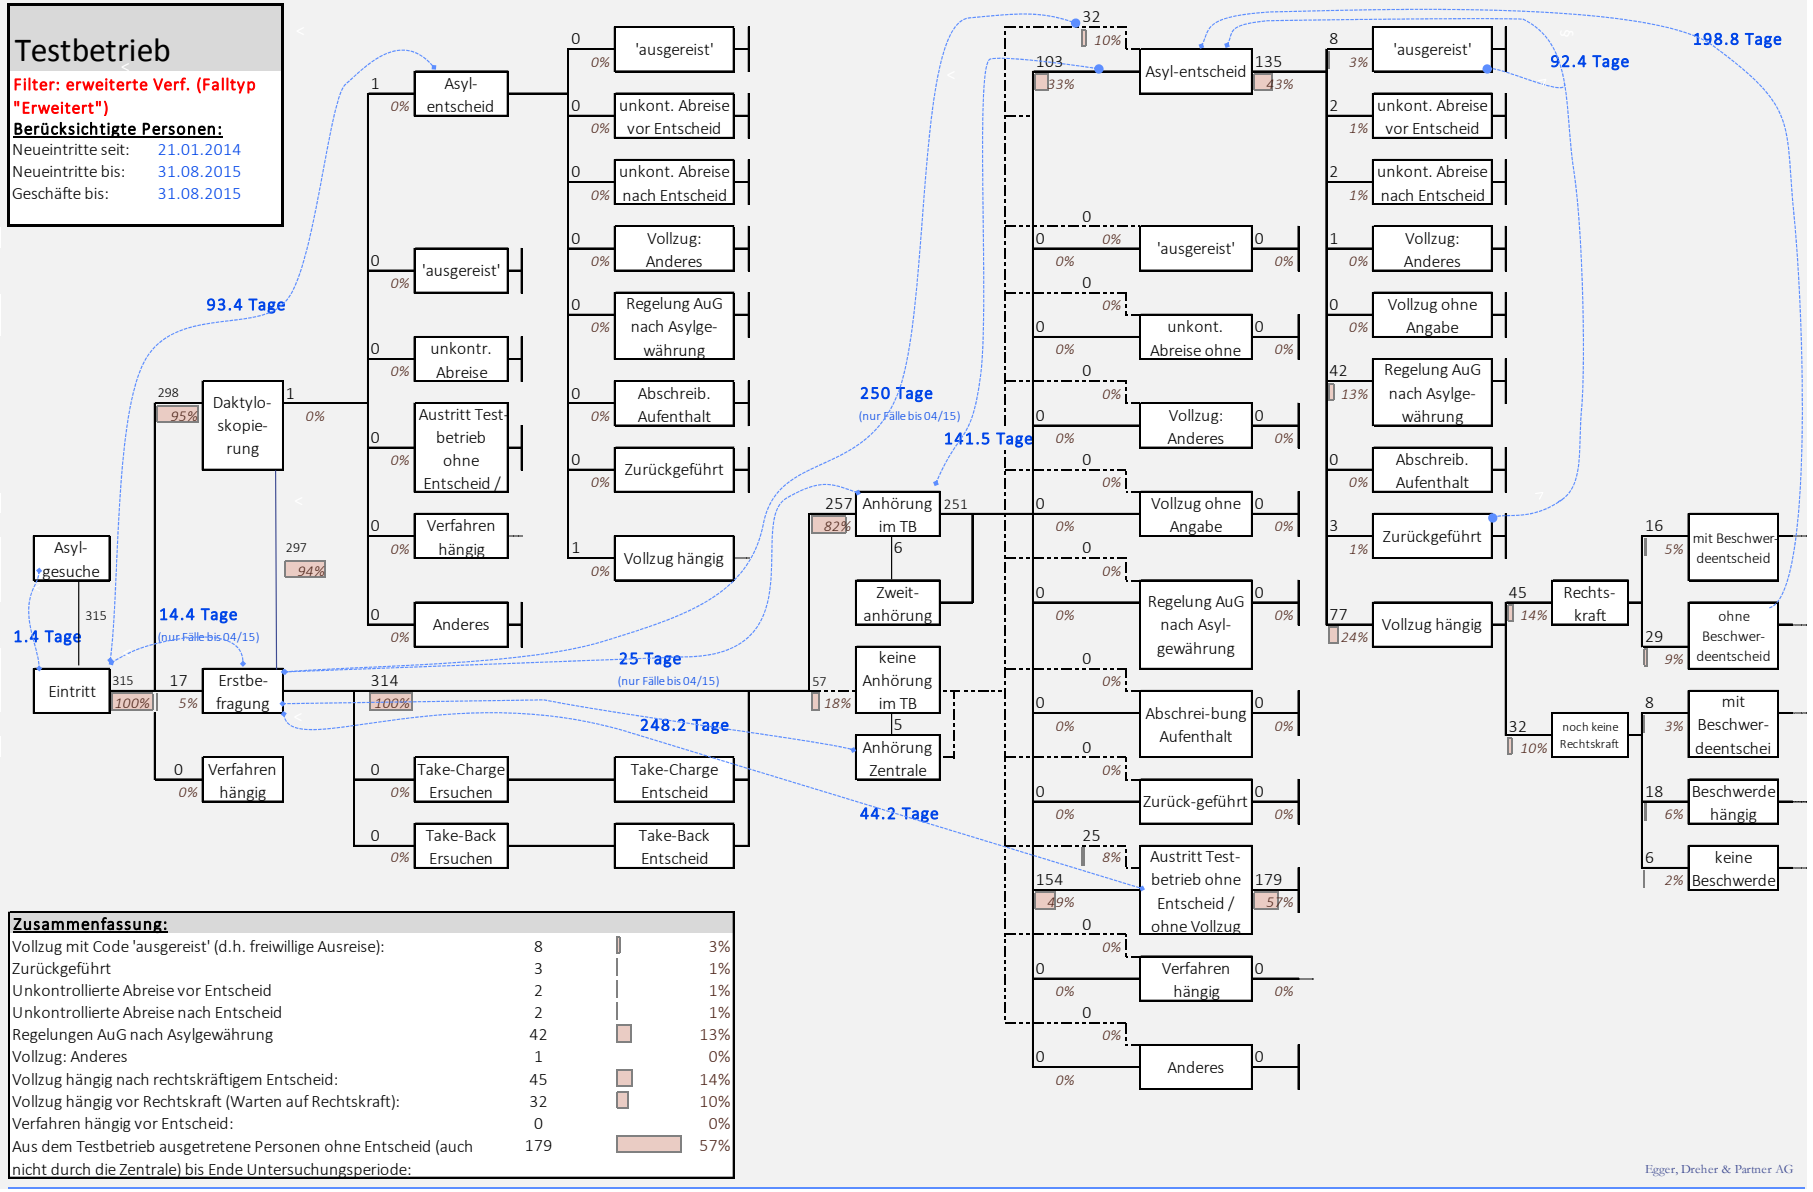 Testbetrieb
Filter: erweiterte Verf. (Falltyp
"Erweitert")
Berücksichtigte Personen:
Neueintritte seit: 21.01.2014
Neueintritte bis: 31.08.2015
Geschäfte bis: 31.08.2015
Asyl-
gesuche
315
1.4 Tage
Eintritt
315
100%
93.4 Tage
14.4 Tage
(nur Fälle bis 04/15)
298
95%
Daktylo-
skopie-
rung
1
0%
297
94%
17
5%
Erstbe-
fragung
0
0%
Verfahren
hängig
1
0%
Asyl-
entscheid
0
0%
'ausgereist'
0
0%
unkontr.
Abreise
0
0%
Austritt Test-
betrieb
ohne
Entscheid /
0
0%
Verfahren
hängig
0
0%
Anderes
314
100%
0
0%
Take-Charge
Ersuchen
Take-Charge
Entscheid
0
0%
Take-Back
Ersuchen
Take-Back
Entscheid
0
0%
'ausgereist'
0
0%
unkont. Abreise
vor Entscheid
0
0%
unkont. Abreise
nach Entscheid
0
0%
Vollzug:
Anderes
0
0%
Regelung AuG
nach Asylge-
währung
0
0%
Abschreib.
Aufenthalt
0
0%
Zurückgeführt
1
0%
Vollzug hängig
25 Tage
(nur Fälle bis 04/15)
248.2 Tage
250 Tage
(nur Fälle bis 04/15)
141.5 Tage
44.2 Tage
257
82%
Anhörung
im TB
251
6
Zweit-
anhörung
57
18%
keine
Anhörung
im TB
5
Anhörung
Zentrale
32
10%
103
33%
Asyl-entscheid
135
43%
0
0%
0
0%
'ausgereist'
0
0%
0
0%
0
0%
unkont.
Abreise ohne
0
0%
0
0%
0
0%
Vollzug:
Anderes
0
0%
0
0%
0
0%
Vollzug ohne
Angabe
0
0%
0
0%
0
0%
Regelung AuG
nach Asyl-
gewährung
0
0%
0
0%
0
0%
Abschrei-bung
Aufenthalt
0
0%
0
0%
0
0%
Zurück-geführt
0
0%
25
8%
154
49%
Austritt Test-
betrieb ohne
Entscheid /
ohne Vollzug
179
57%
0
0%
0
0%
Verfahren
hängig
0
0%
0
0%
0
0%
Anderes
0
8
3%
'ausgereist'
2
1%
unkont. Abreise
vor Entscheid
2
1%
unkont. Abreise
nach Entscheid
1
0%
Vollzug:
Anderes
0
0%
Vollzug ohne
Angabe
42
13%
Regelung AuG
nach Asylge-
währung
0
0%
Abschreib.
Aufenthalt
3
1%
Zurückgeführt
77
24%
Vollzug hängig
92.4 Tage
198.8 Tage
45
14%
Rechts-
kraft
32
10%
noch keine
Rechtskraft
16
5%
mit Beschwer-
deentscheid
29
9%
ohne
Beschwer-
deentscheid
8
3%
mit
Beschwer-
deentschei
18
6%
Beschwerde
hängig
6
2%
keine
Beschwerde
Zusammenfassung:
Vollzug mit Code 'ausgereist' (d.h. freiwillige Ausreise): 8 3%
Zurückgeführt 3 1%
Unkontrollierte Abreise vor Entscheid 2 1%
Unkontrollierte Abreise nach Entscheid 2 1%
Regelungen AuG nach Asylgewährung 42 13%
Vollzug: Anderes 1 0%
Vollzug hängig nach rechtskräftigem Entscheid: 45 14%
Vollzug hängig vor Rechtskraft (Warten auf Rechtskraft): 32 10%
Verfahren hängig vor Entscheid: 0 0%
Aus dem Testbetrieb ausgetretene Personen ohne Entscheid (auch 179 57%
nicht durch die Zentrale) bis Ende Untersuchungsperiode:
Egger, Dreher & Partner AG